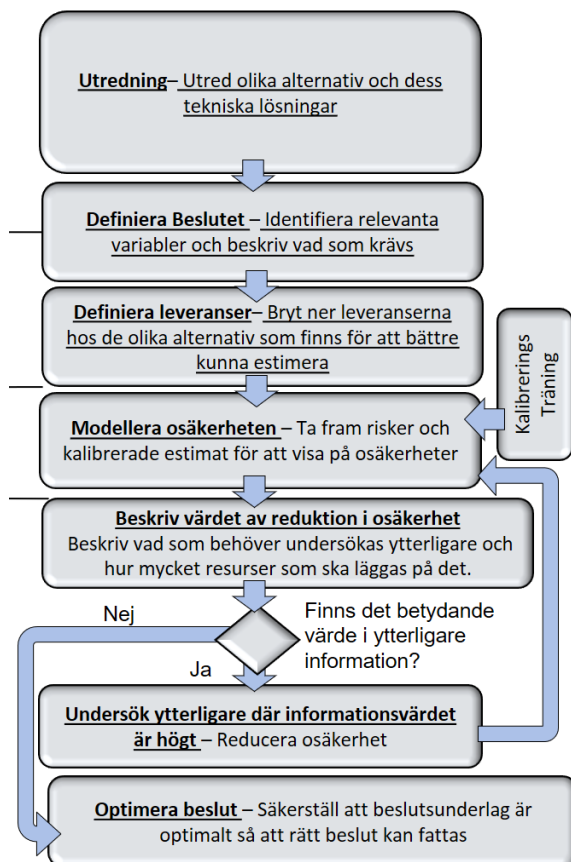 Utredning– Utred olika alternativ och dess
tekniska lösningar
Definiera Beslutet – Identifiera relevanta
variabler och beskriv vad som krävs
Definiera leveranser– Bryt ner leveranserna
hos de olika alternativ som finns för att bättre
kunna estimera
Kalibrerings
Träning
Modellera osäkerheten – Ta fram risker och
kalibrerade estimat för att visa på osäkerheter
Beskriv värdet av reduktion i osäkerhet
Beskriv vad som behöver undersökas ytterligare och
hur mycket resurser som ska läggas på det.
Nej
Finns det betydande
värde i ytterligare
information?
Ja
Undersök ytterligare där informationsvärdet
är högt – Reducera osäkerhet
Optimera beslut – Säkerställ att beslutsunderlag är
optimalt så att rätt beslut kan fattas